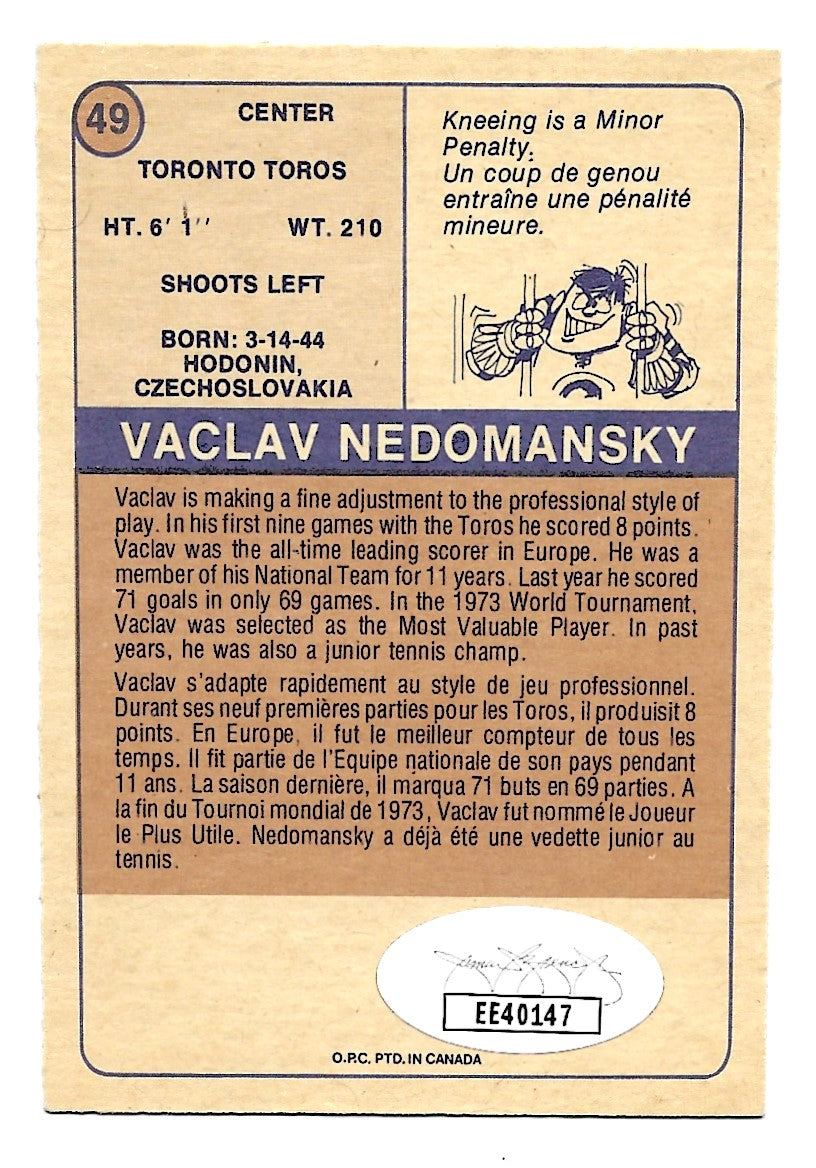 49
CENTER
TORONTO TOROS
HT. 6' 1'' WT. 210
SHOOTS LEFT
BORN: 3-14-44
HODONIN,
CZECHOSLOVAKIA
Kneeing is a Minor
Penalty.
Un coup de genou
entraîne une pénalité
mineure.
VACLAV NEDOMANSKY
Vaclav is making a fine adjustment to the professional style of
play. In his first nine games with the Toros he scored 8 points.
Vaclav was the all-time leading scorer in Europe. He was a
member of his National Team for 11 years. Last year he scored
71 goals in only 69 games. In the 1973 World Tournament,
Vaclav was selected as the Most Valuable Player. In past
years, he was also a junior tennis champ.
Vaclav s'adapte rapidement au style de jeu professionnel.
Durant ses neuf premières parties pour les Toros, il produisit 8
points. En Europe, il fut le meilleur compteur de tous les
temps. Il fit partie de l'Equipe nationale de son pays pendant
11 ans. La saison dernière, il marqua 71 buts en 69 parties. A
la fin du Tournoi mondial de 1973, Vaclav fut nommé le Joueur
le Plus Utile. Nedomansky a déjà été une vedette junior au
tennis.
EE40147
O.P.C. PTD. IN CANADA